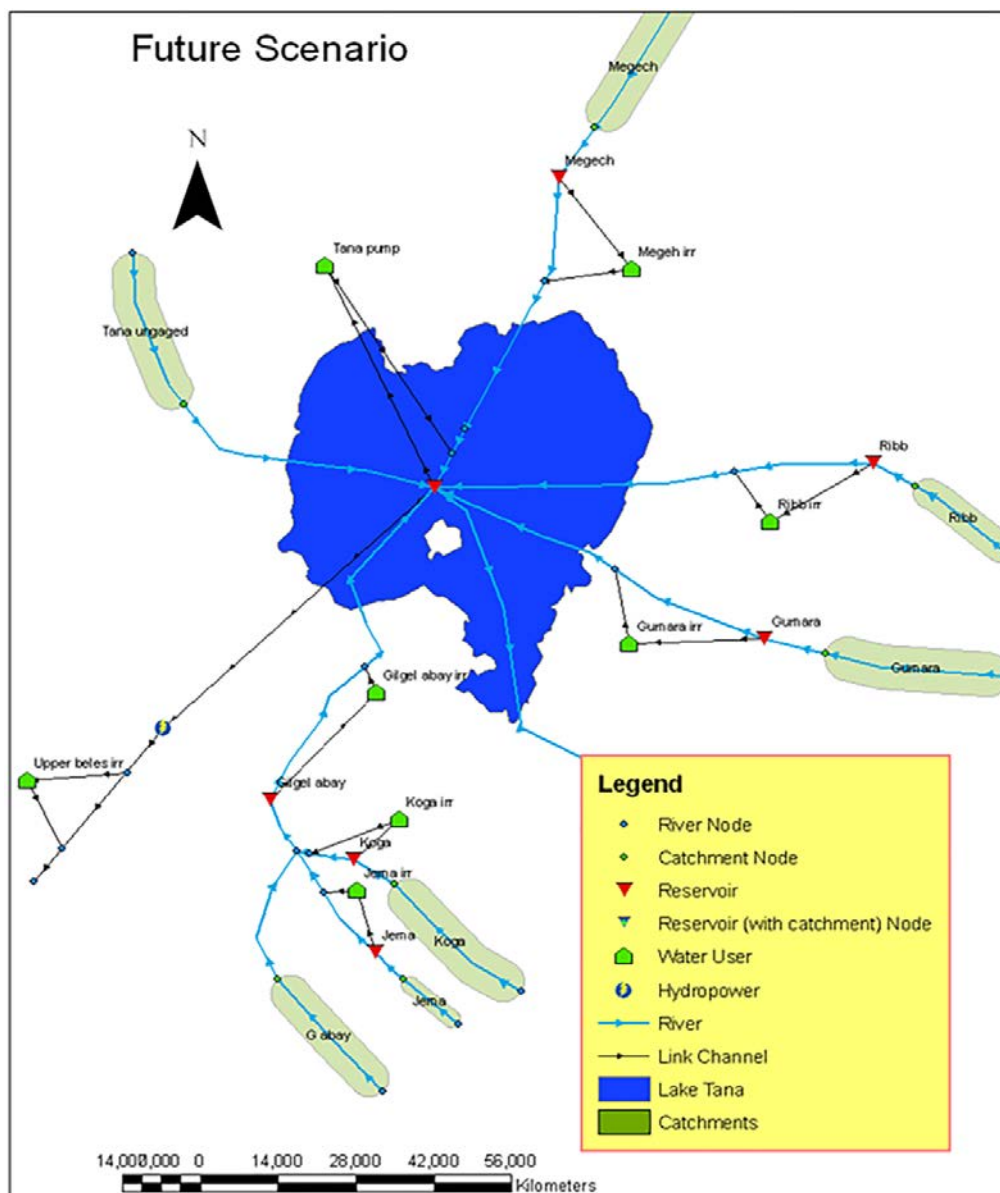 Future Scenario
Megech
N
Megech
Tana pump
Megeh irr
Tana ungaged
Ribb
Ribb irr
Ribb
Gumara irr
Gumara
Gumara
Gilgel abay irr
Upper beles irr
Gilgel abay
Koga irr
Koga
Jema irr
Koga
Jema
Jema
G abay
Legend
River Node
Catchment Node
Reservoir
Reservoir (with catchment) Node
Water User
Hydropower
River
Link Channel
Lake Tana
Catchments
0 14,000 28,000 42,000 56,000
Kilometers